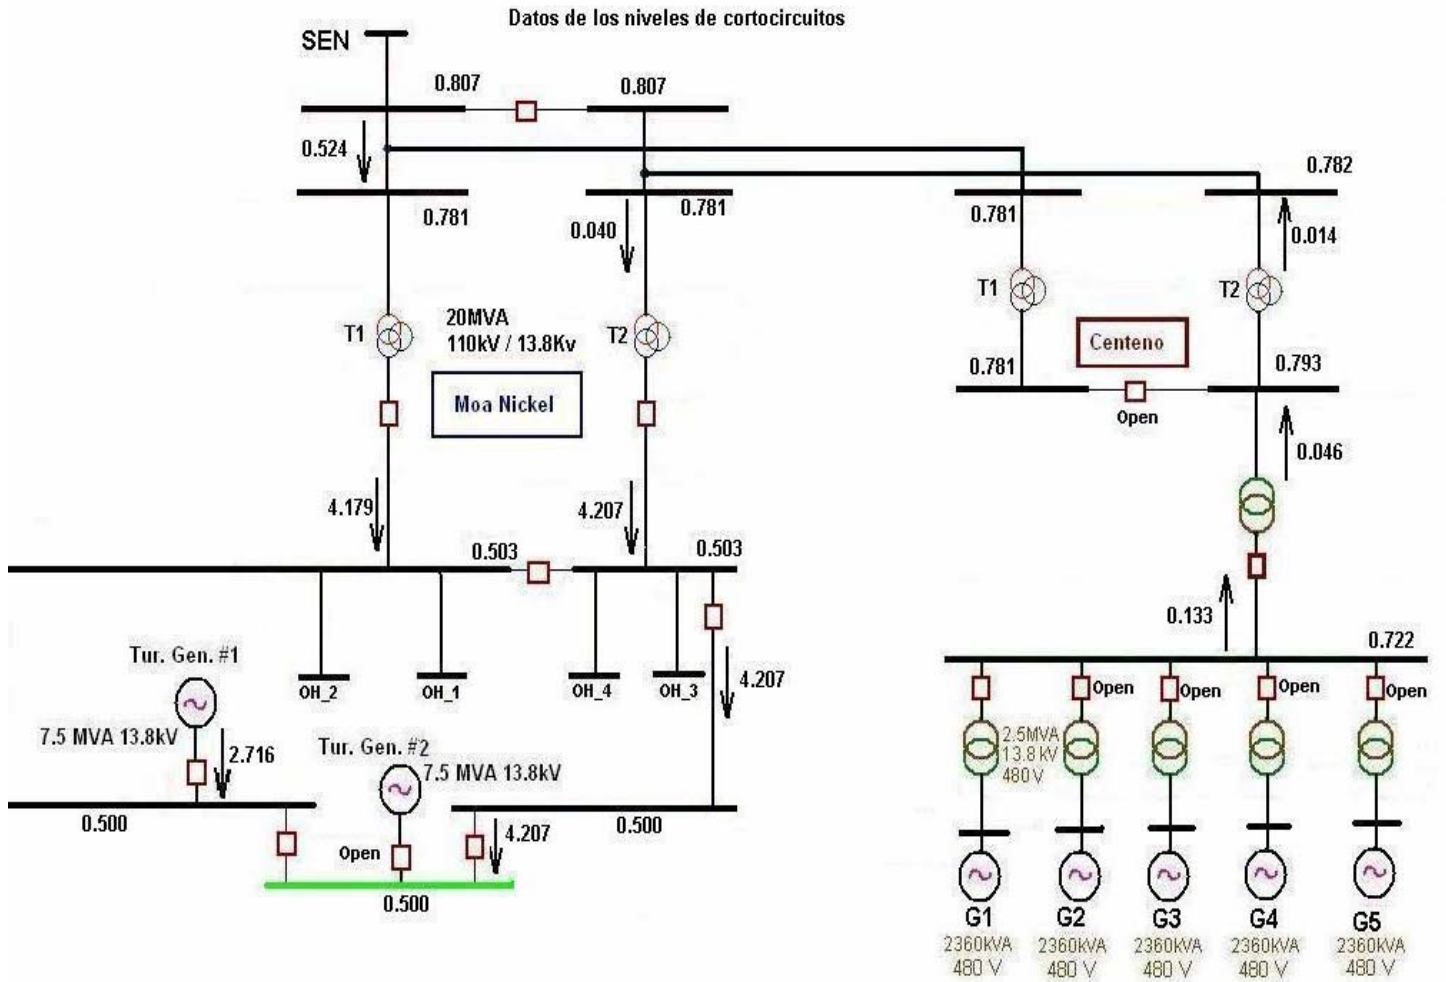 Datos de los niveles de cortocircuitos
SEN
0.807
0.807
0.524
0.782
0.781
0.781
0.781
0.040
0.014
T1
20MVA
110kV / 13.8Kv
T2
T1
T2
Centeno
Moa Nickel
0.781
0.793
Open
0.046
4.179
4.207
0.503
0.503
0.133
0.722
Tur. Gen. #1
OH_2
OH_1
OH_4
OH_3
4.207
Open
Open
Open
Open
7.5 MVA 13.8kV
2.716
Tur. Gen. #2
7.5 MVA 13.8kV
2.5MVA
13.8 kV
480 V
0.500
Open
4.207
0.500
0.500
G1
G2
G3
G4
G5
2360kVA
2360kVA
2360kVA
2360kVA
2360kVA
480 V
480 V
480 V
480 V
480 V